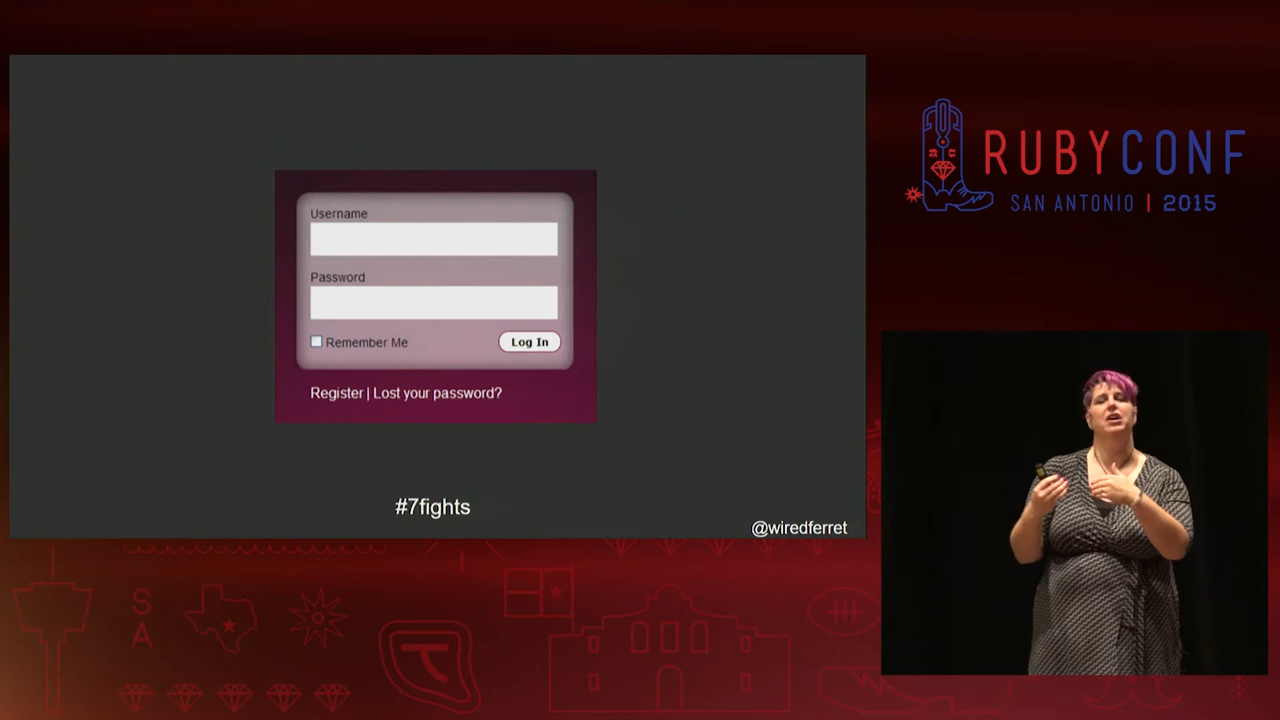 Username
Password
Remember Me
Log In
Register | Lost your password?
#7fights
@wiredferret
RUBYCONF
SAN ANTONIO | 2015
S
A